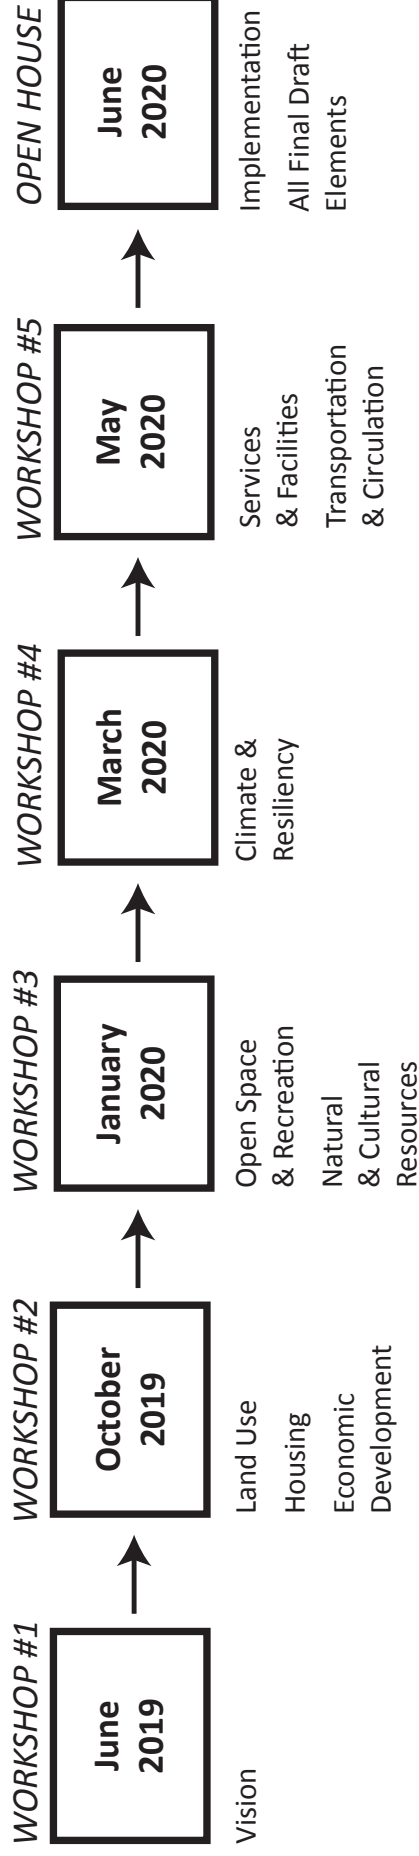 WORKSHOP #1
June
2019
Vision
WORKSHOP #2
October
2019
Land Use
Housing
Economic
Development
WORKSHOP #3
January
2020
Open Space
& Recreation
Natural
& Cultural
Resources
WORKSHOP #4
March
2020
Climate &
Resiliency
WORKSHOP #5
May
2020
Services
& Facilities
Transportation
& Circulation
OPEN HOUSE
June
2020
Implementation
All Final Draft
Elements